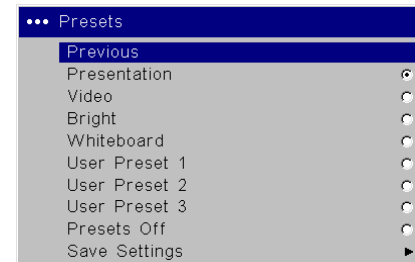 ••• Presets
Previous
Presentation
Video
Bright
Whiteboard
User Preset 1
User Preset 2
User Preset 3
Presets Off
Save Settings